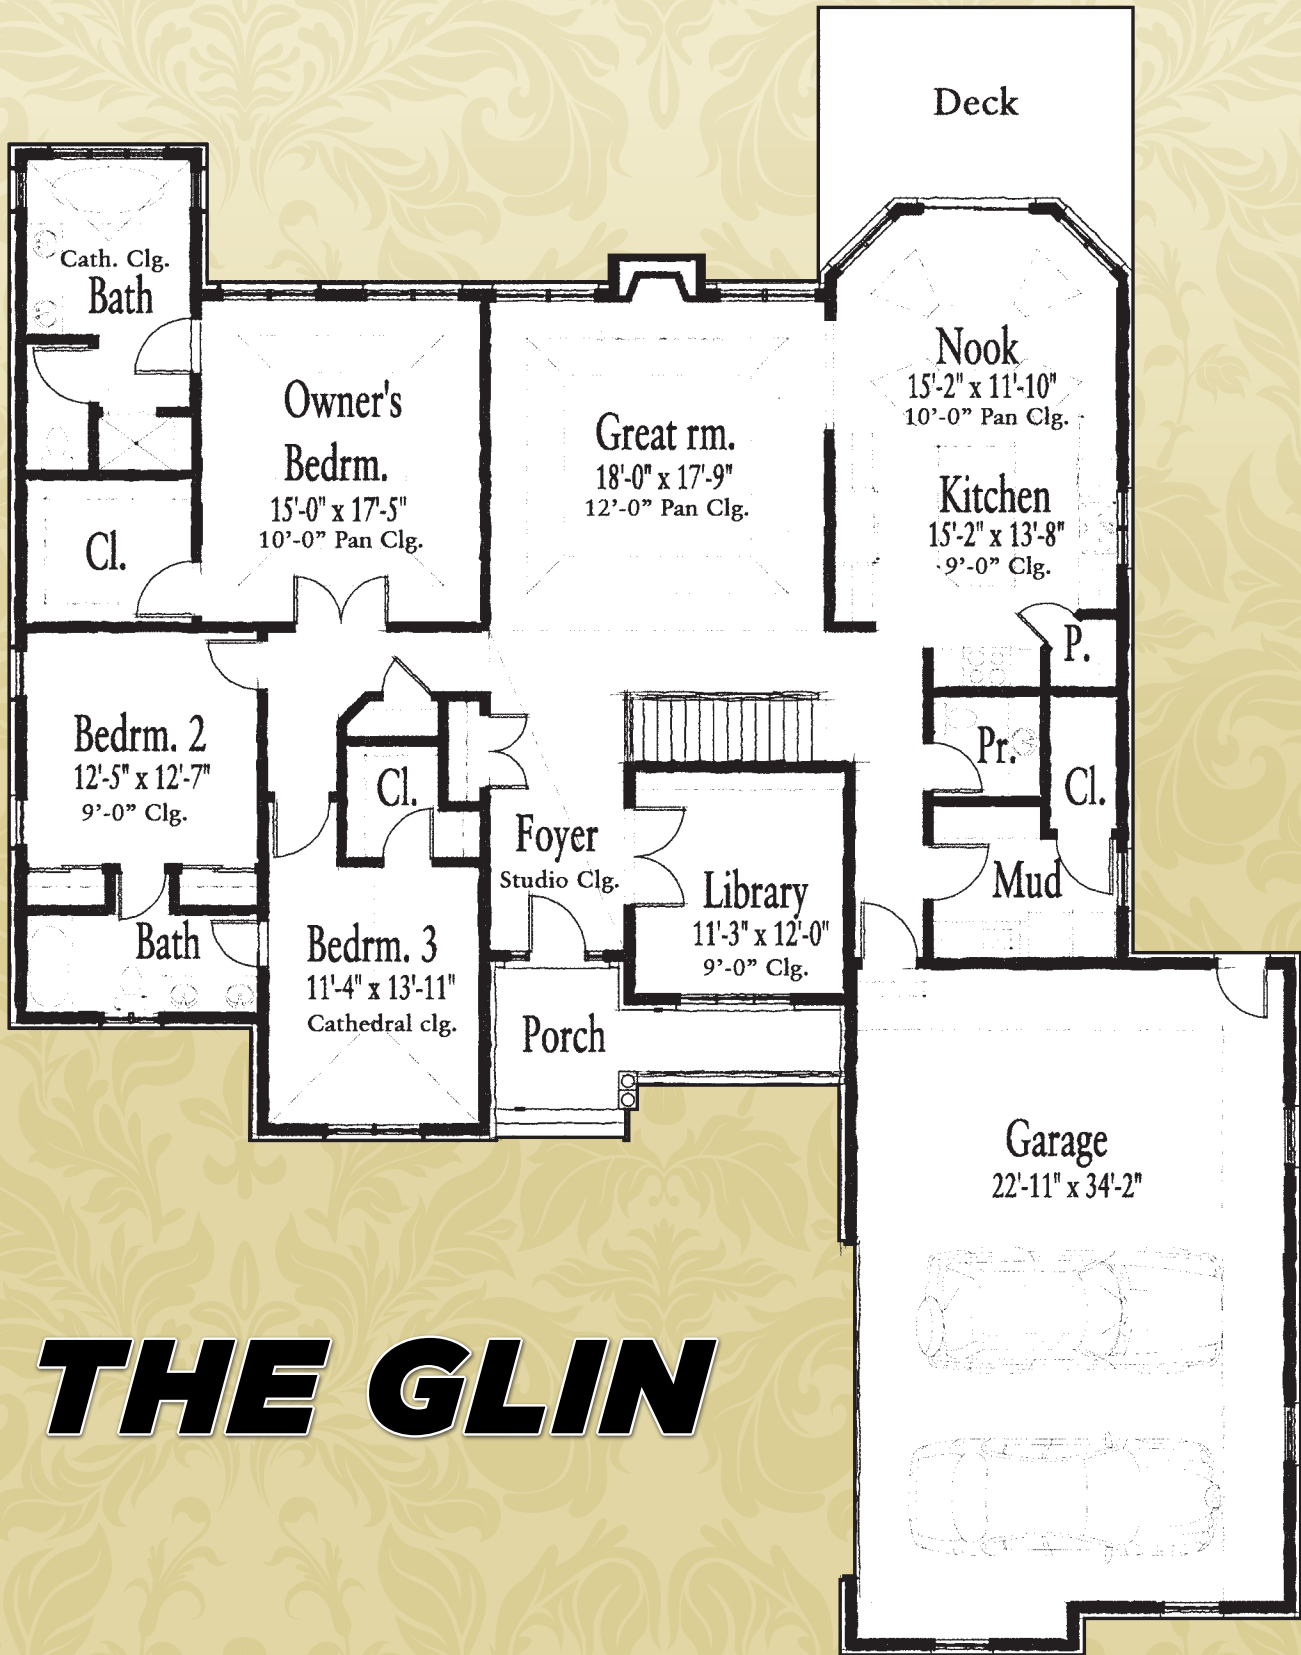 Deck
Cath. Clg.
Bath
Owner's
Bedrm.
15'-0" x 17'-5"
10'-0” Pan Clg.
Great rm.
18'-0" x 17'-9"
12'-0” Pan Clg.
Nook
15'-2" x 11'-10"
10'-0” Pan Clg.
Kitchen
15'-2" x 13'-8"
9'-0” Clg.
Cl.
P.
Bedrm. 2
12'-5" x 12'-7"
9'-0” Clg.
Cl.
Pr.
Cl.
Foyer
Studio Clg.
Library
11'-3" x 12'-0"
9'-0” Clg.
Mud
Bath
Bedrm. 3
11'-4" x 13'-11"
Cathedral clg.
Porch
Garage
22'-11" x 34'-2"
THE GLIN